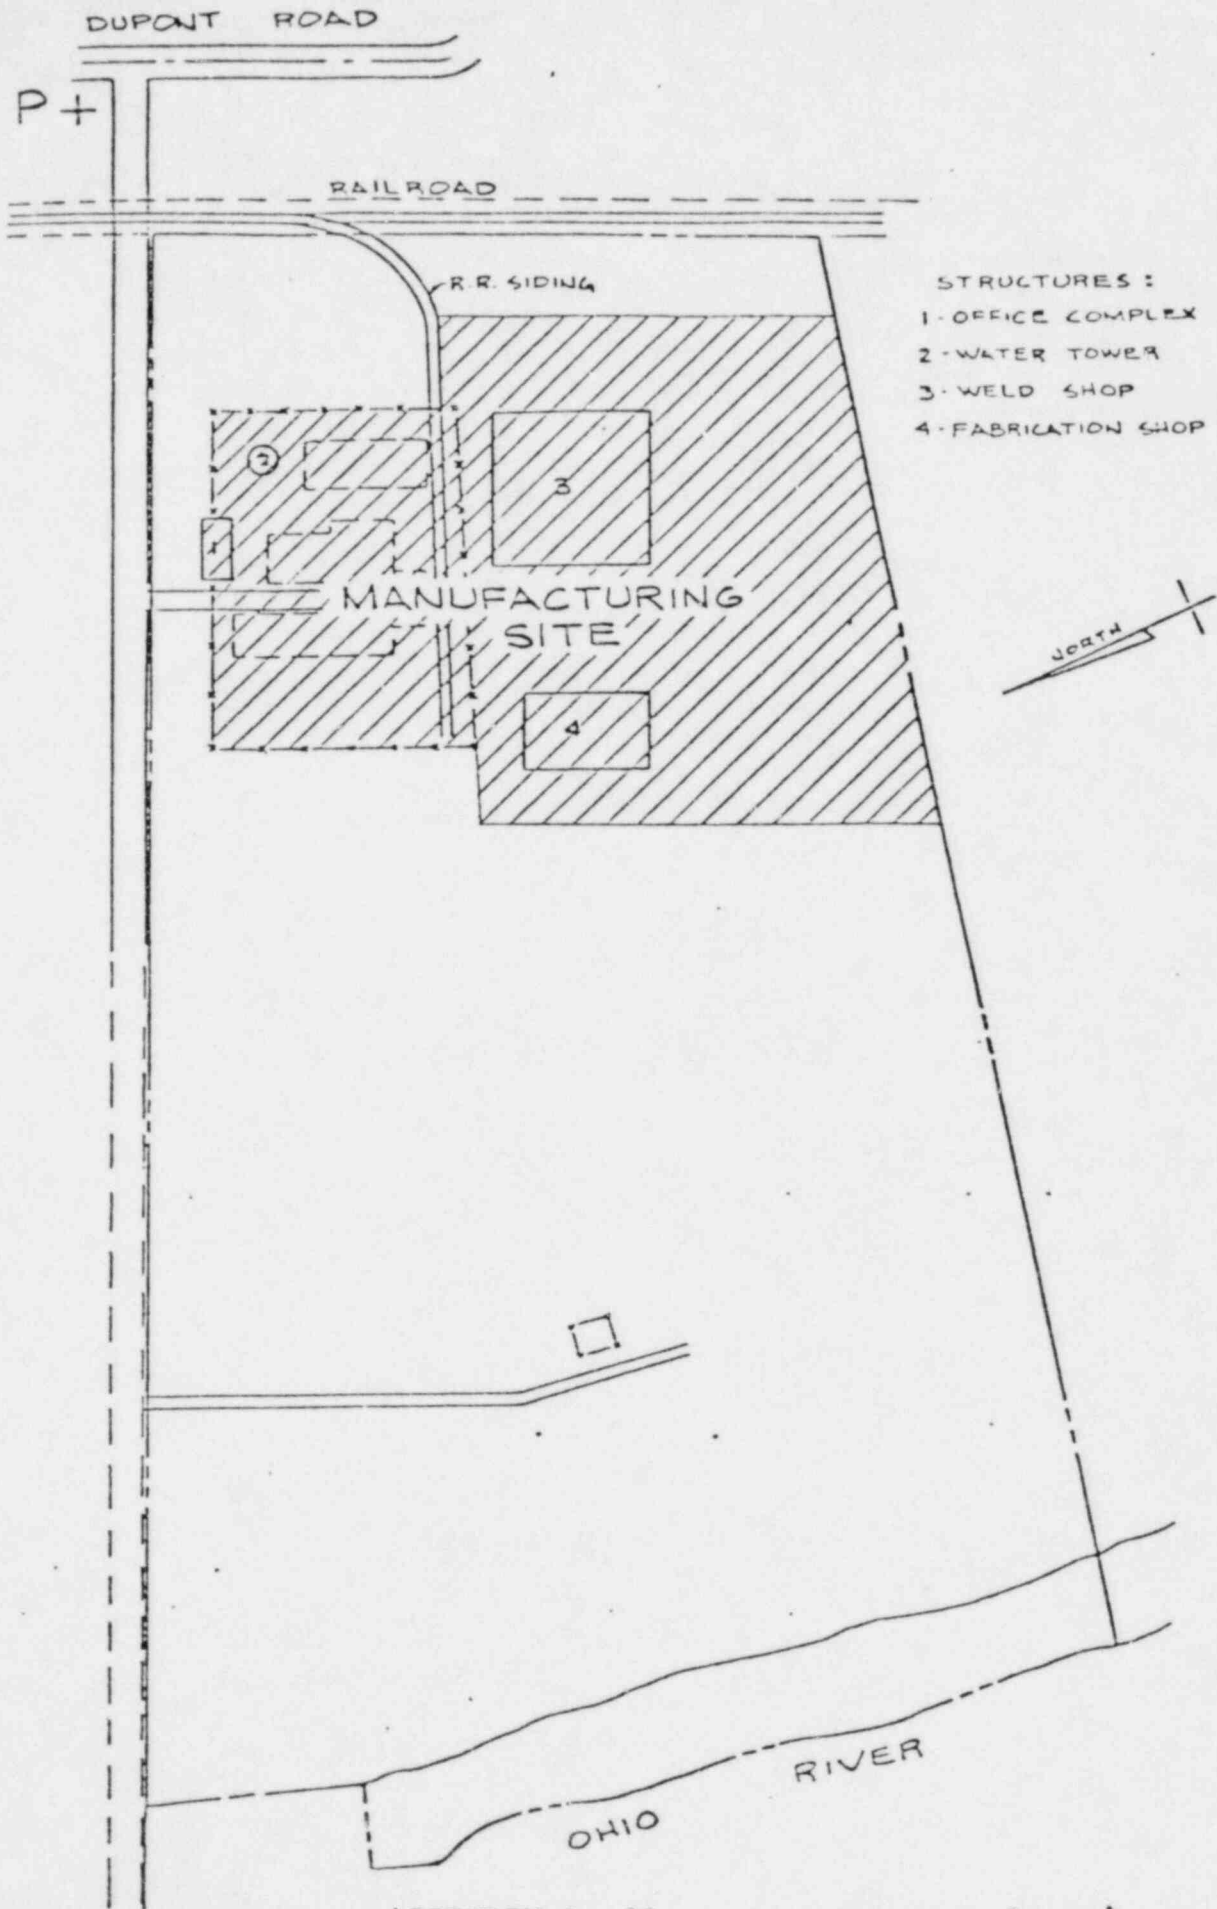 DUPONT ROAD
P +
RAILROAD
R.R. SIDING
STRUCTURES :
1 - OFFICE COMPLEX
2 - WATER TOWER
3 - WELD SHOP
4 - FABRICATION SHOP
2
3
1
MANUFACTURING
SITE
NORTH
4
RIVER
OHIO